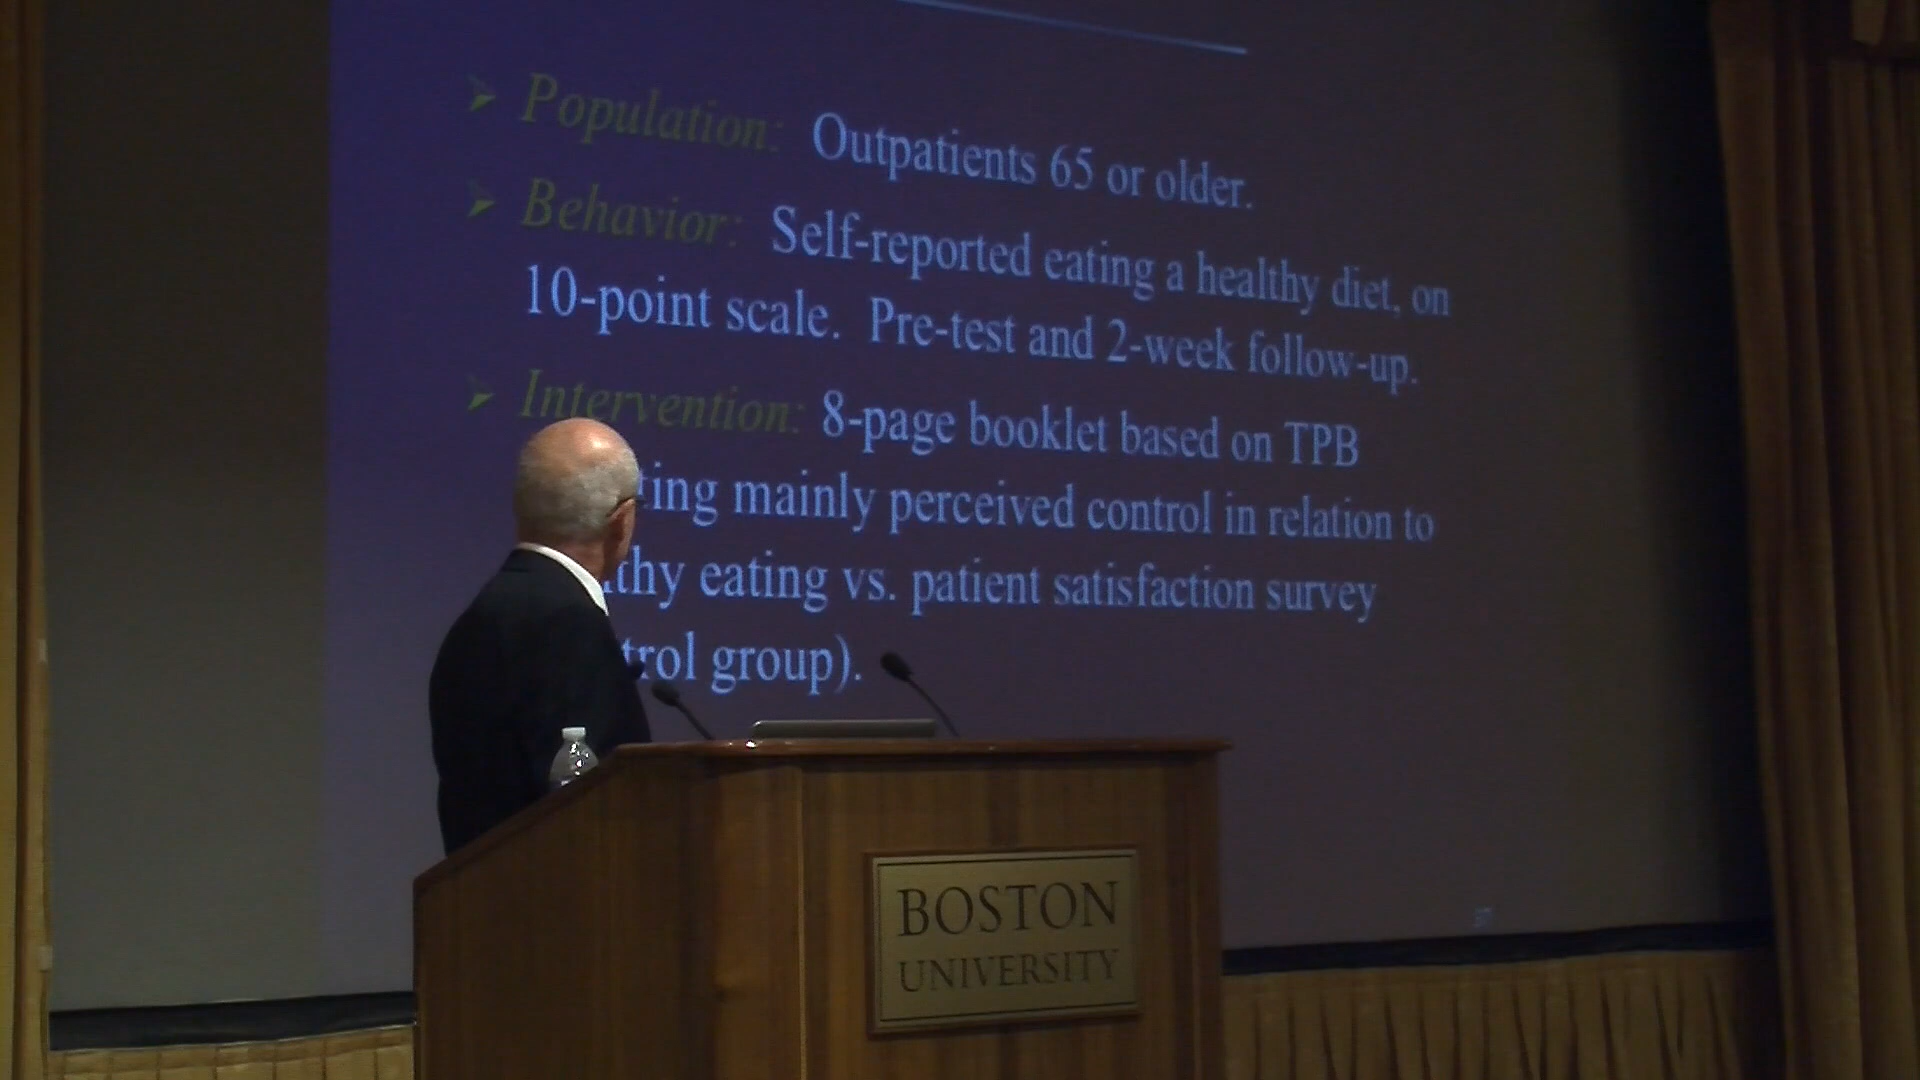 Population: Outpatients 65 or older.
Behavior: Self-reported eating a healthy diet, on
10-point scale. Pre-test and 2-week follow-up.
Intervention: 8-page booklet based on TPB
ting mainly perceived control in relation to
thy eating vs. patient satisfaction survey
trol group).
BOSTON
UNIVERSITY